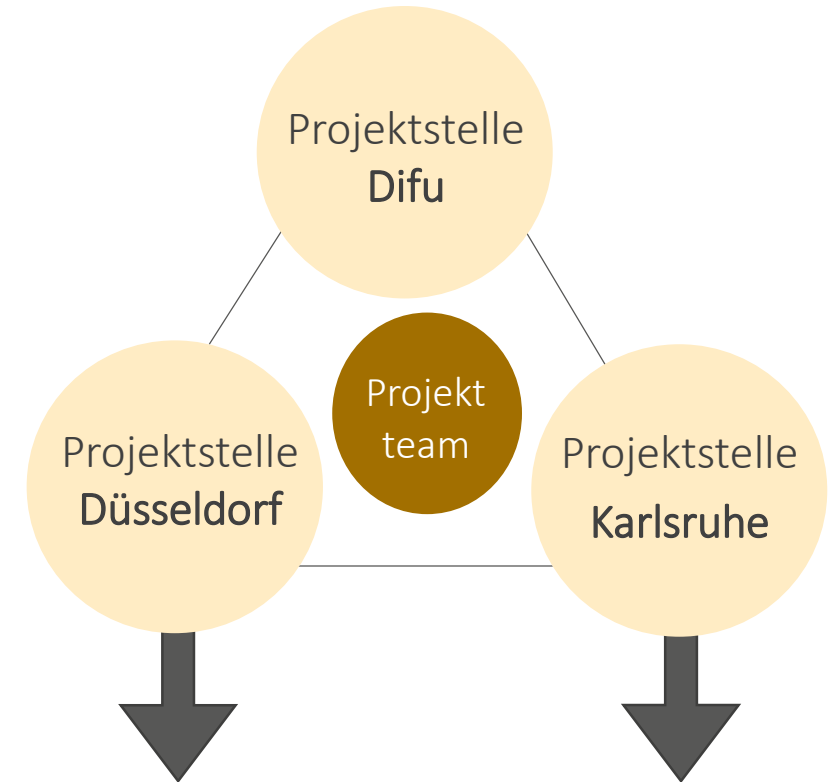 Projektstelle
Difu
Projekt
team
Projektstelle
Düsseldorf
Projektstelle
Karlsruhe